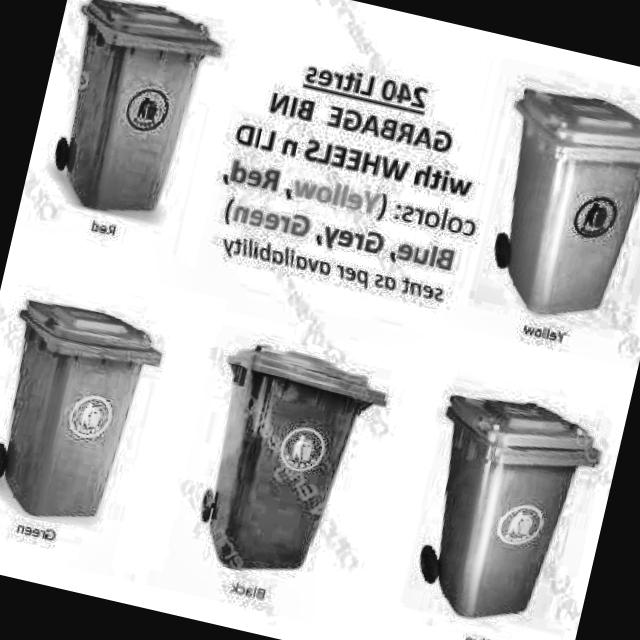 240 Litres
GARBAGE BIN
with WHEELS n LID
colors: (Yellow, Red,
Blue, Grey, Green)
sent as per availability
Red
Yellow
Green
Black